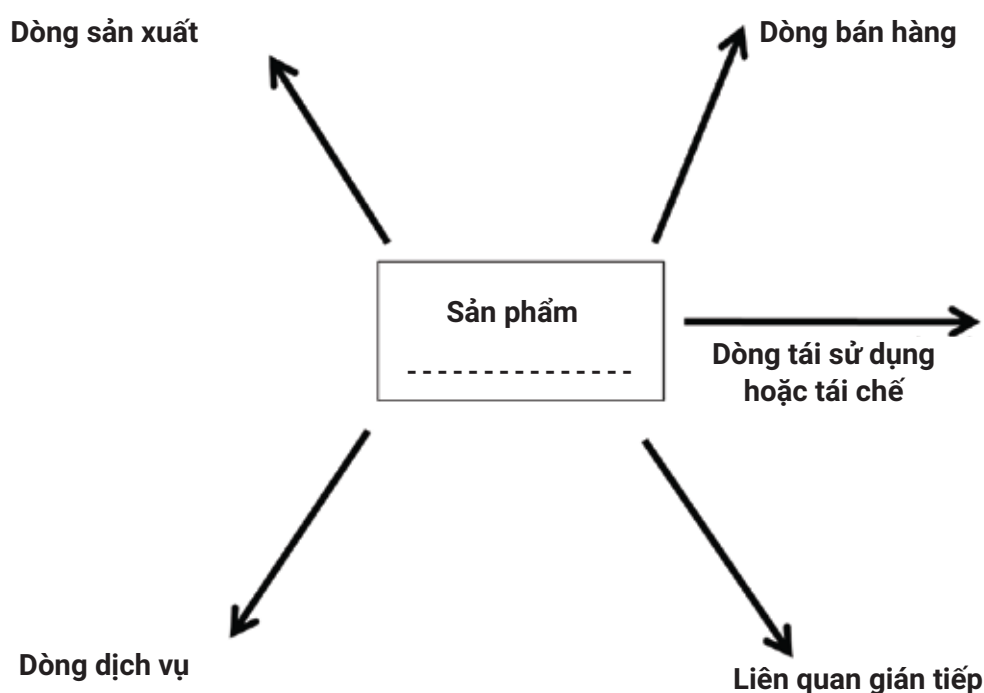 Dòng sản xuất
Dòng bán hàng
Sản phẩm
---------------
Dòng tái sử dụng
hoặc tái chế
Dòng dịch vụ
Liên quan gián tiếp